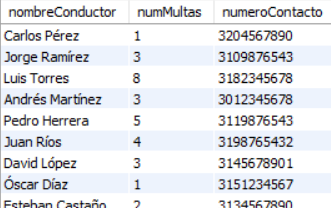 nombreConductor numMultas numeroContacto
Carlos Pérez 1 3204567890
Jorge Ramírez 3 3109876543
Luis Torres 8 3182345678
Andrés Martínez 3 3012345678
Pedro Herrera 5 3119876543
Juan Ríos 4 3198765432
David López 3 3145678901
Óscar Díaz 1 3151234567
Esteban Castaño 2 3134567890